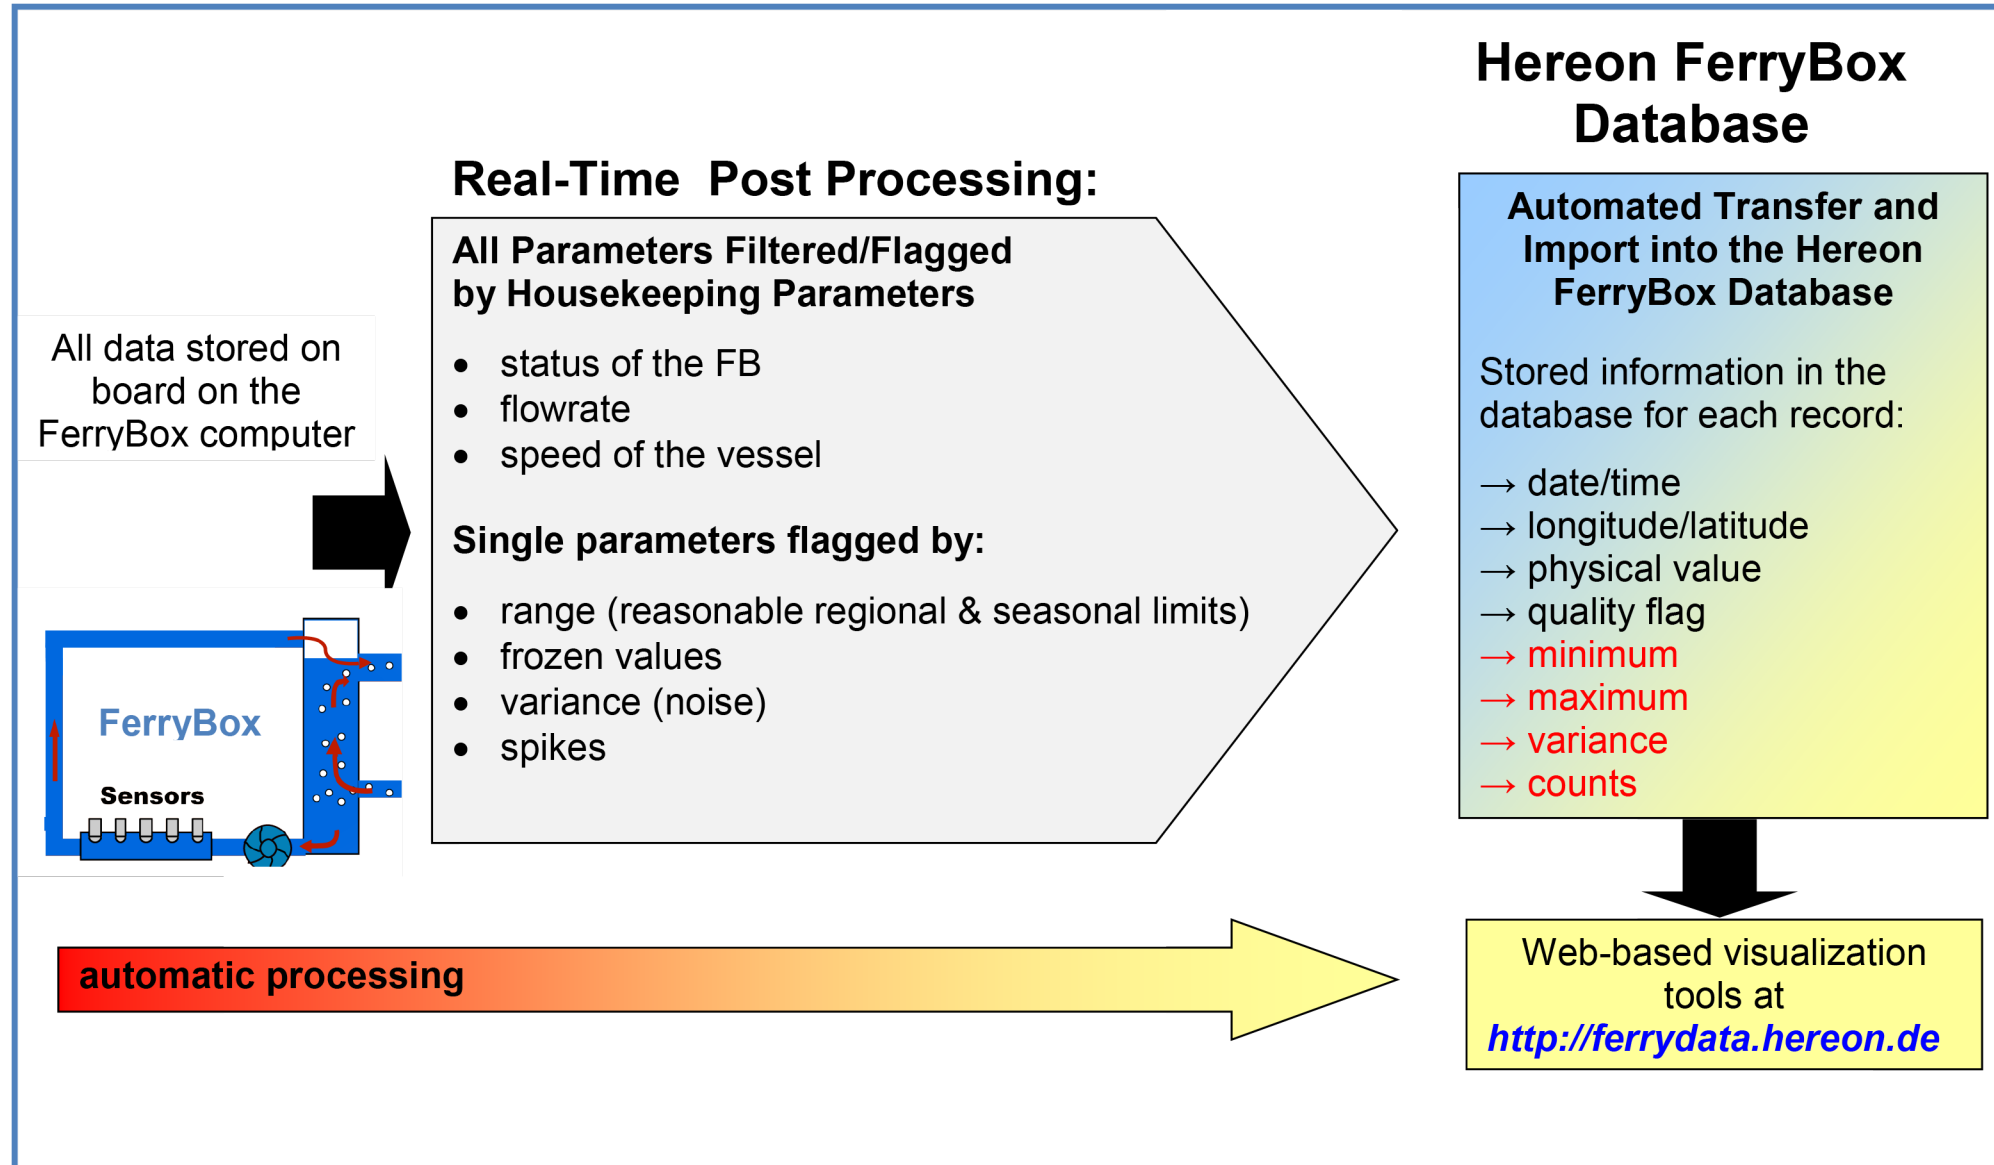 Hereon FerryBox
Database
Real-Time Post Processing:
All data stored on
board on the
FerryBox computer
FerryBox
Sensors
All Parameters Filtered/Flagged
by Housekeeping Parameters
• status of the FB
• flowrate
• speed of the vessel
Single parameters flagged by:
• range (reasonable regional & seasonal limits)
• frozen values
• variance (noise)
• spikes
Automated Transfer and
Import into the Hereon
FerryBox Database
Stored information in the
database for each record:
→ date/time
→ longitude/latitude
→ physical value
→ quality flag
→ minimum
→ maximum
→ variance
→ counts
automatic processing
Web-based visualization
tools at
http://ferrydata.hereon.de